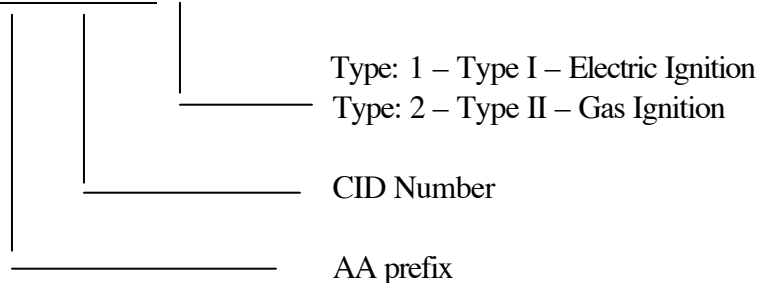 Type: 1 – Type I – Electric Ignition
Type: 2 – Type II – Gas Ignition
CID Number
AA prefix